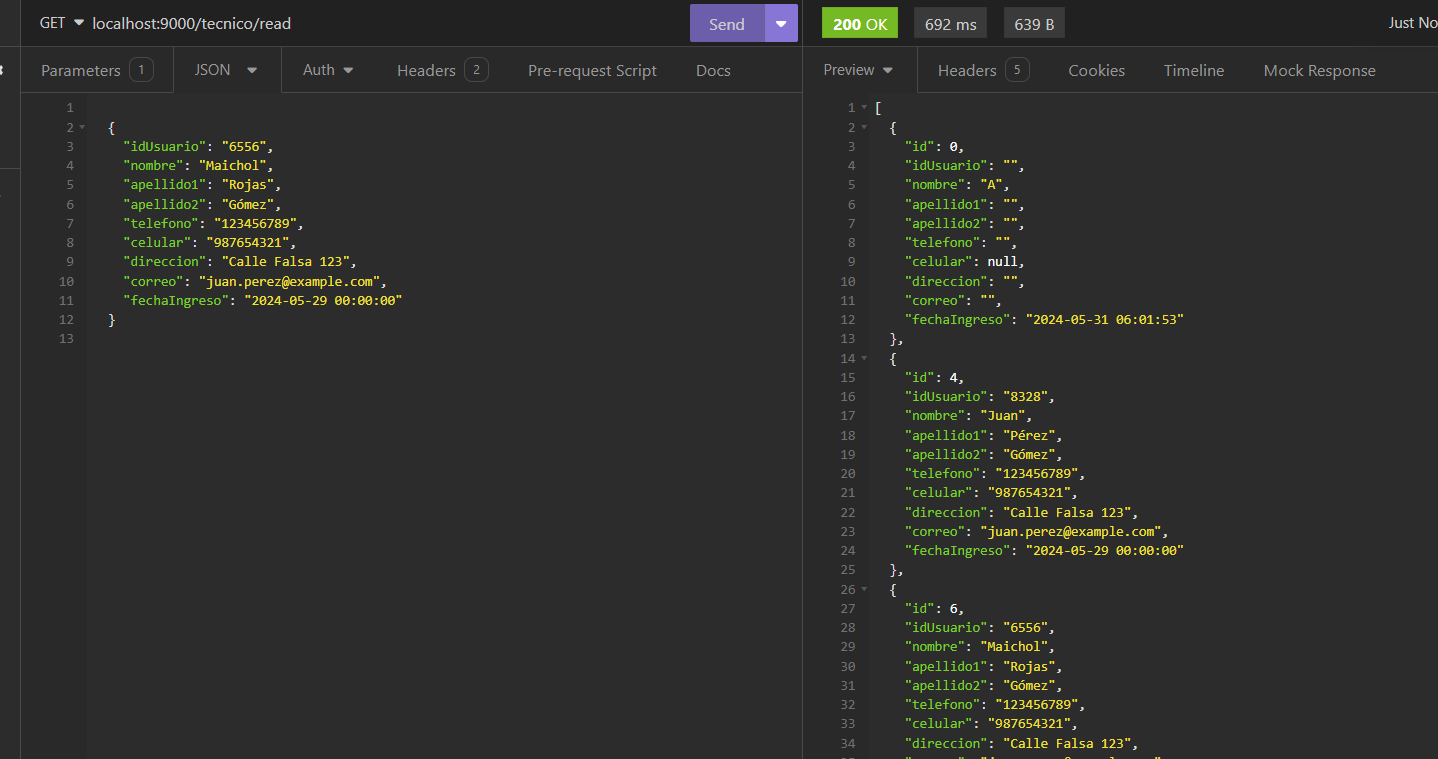 GET localhost:9000/tecnico/read Send 200 OK 692 ms 639 B Just No
Parameters 1 JSON Auth Headers 2 Pre-request Script Docs Preview Headers 5 Cookies Timeline Mock Response
1
2 {
3 "idUsuario": "6556",
4 "nombre": "Maichol",
5 "apellido1": "Rojas",
6 "apellido2": "Gómez",
7 "telefono": "123456789",
8 "celular": "987654321",
9 "direccion": "Calle Falsa 123",
10 "correo": "juan.perez@example.com",
11 "fechaIngreso": "2024-05-29 00:00:00"
12 }
13
1 [
2 {
3 "id": 0,
4 "idUsuario": "",
5 "nombre": "A",
6 "apellido1": "",
7 "apellido2": "",
8 "telefono": "",
9 "celular": null,
10 "direccion": "",
11 "correo": "",
12 "fechaIngreso": "2024-05-31 06:01:53"
13 },
14 {
15 "id": 4,
16 "idUsuario": "8328",
17 "nombre": "Juan",
18 "apellido1": "Pérez",
19 "apellido2": "Gómez",
20 "telefono": "123456789",
21 "celular": "987654321",
22 "direccion": "Calle Falsa 123",
23 "correo": "juan.perez@example.com",
24 "fechaIngreso": "2024-05-29 00:00:00"
25 },
26 {
27 "id": 6,
28 "idUsuario": "6556",
29 "nombre": "Maichol",
30 "apellido1": "Rojas",
31 "apellido2": "Gómez",
32 "telefono": "123456789",
33 "celular": "987654321",
34 "direccion": "Calle Falsa 123",